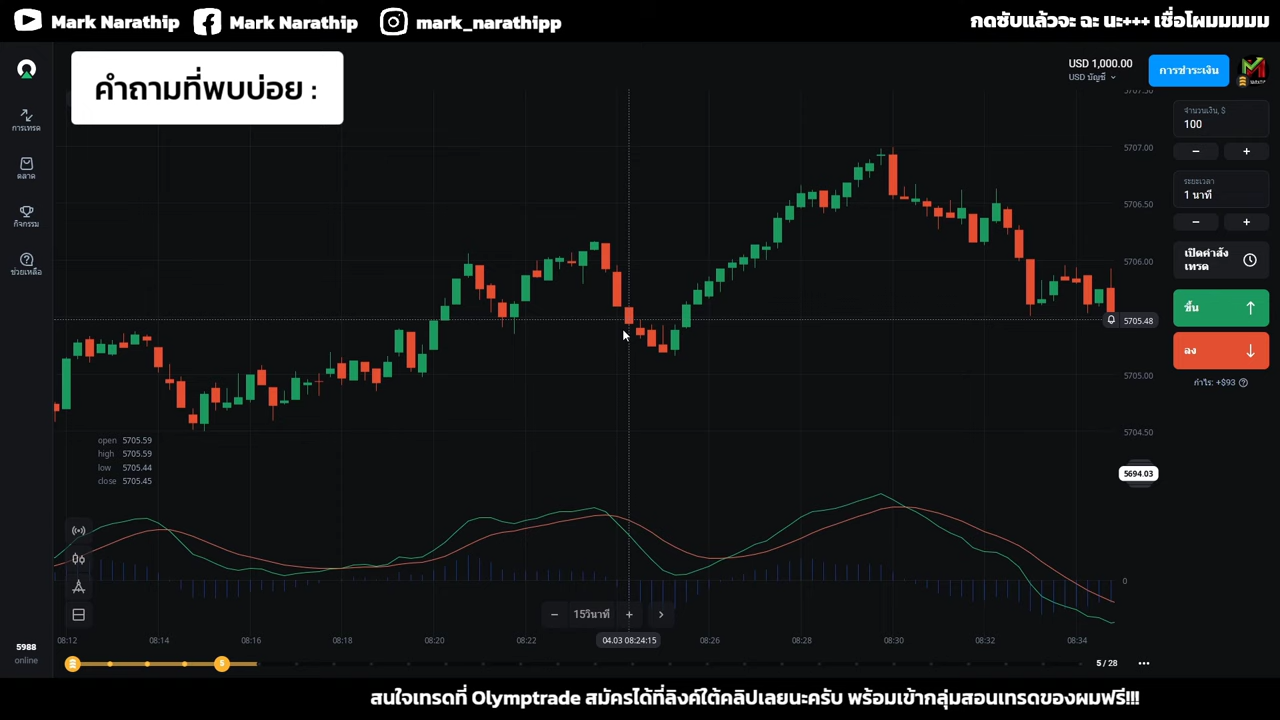 Mark Narathip
Mark Narathip
mark_narathipp
กดซับแล้วจะ ฉะ นะ+++ เชื่อโผมมมมม
คำถามที่พบบ่อย :
USD 1,000.00
USD บัญชี
การชำระเงิน
การเทรด
ตลาด
กิจกรรม
ช่วยเหลือ
จำนวนเงิน, $
100
ระยะเวลา
1 นาที
เปิดคำสั่ง
เทรด
ขึ้น
ลง
กำไร: +$93
5707.50
5707.00
5706.50
5706.00
5705.48
5705.00
5704.50
5694.03
0
open 5705.59
high 5705.59
low 5705.44
close 5705.45
15วินาที
08:12
08:14
08:16
08:18
08:20
08:22
04.03 08:24:15
08:26
08:28
08:30
08:32
08:34
5988
online
5
5 / 28
สนใจเทรดที่ Olymptrade สมัครได้ที่ลิงค์ใต้คลิปเลยนะครับ พร้อมเข้ากลุ่มสอนเทรดของผมฟรี!!!